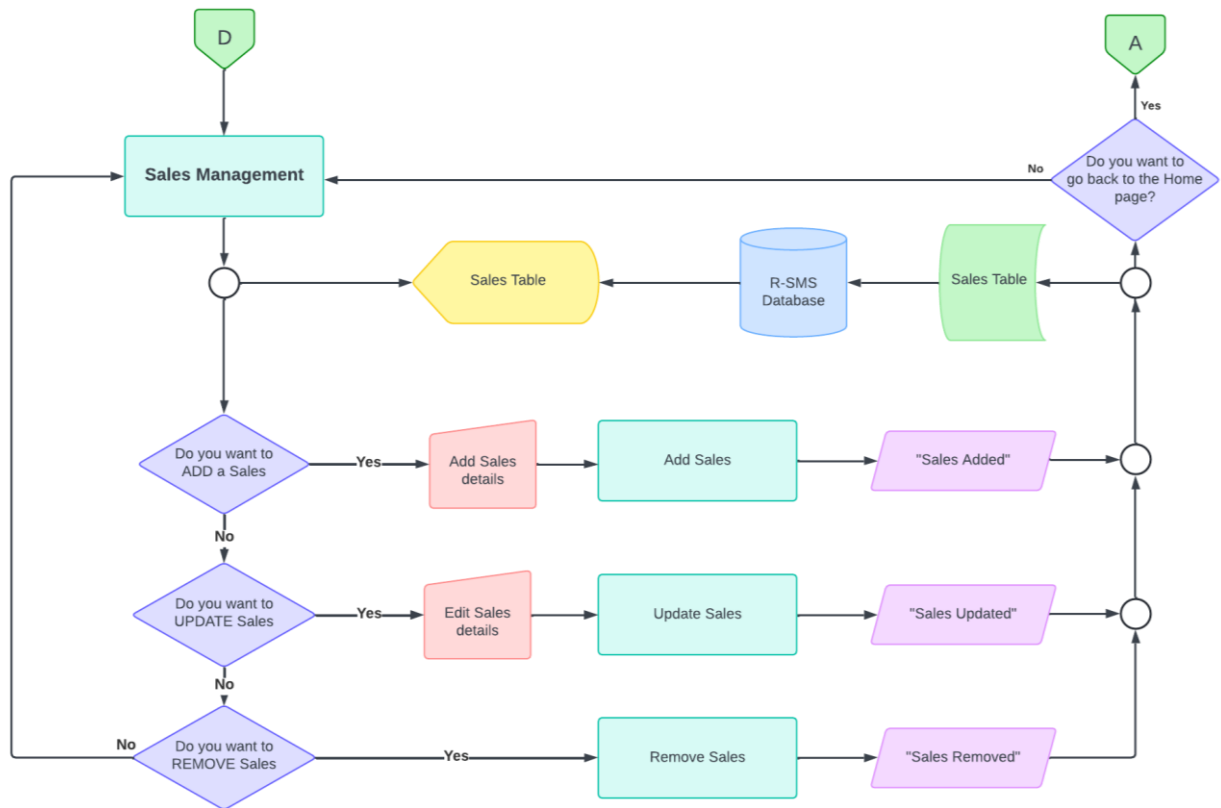 D
A
Yes
Sales Management
No
Do you want to
go back to the Home
page?
Sales Table
R-SMS
Database
Sales Table
Do you want to
ADD a Sales
Yes
Add Sales
details
Add Sales
"Sales Added"
No
Do you want to
UPDATE Sales
Yes
Edit Sales
details
Update Sales
"Sales Updated"
No
No
Do you want to
REMOVE Sales
Yes
Remove Sales
"Sales Removed"